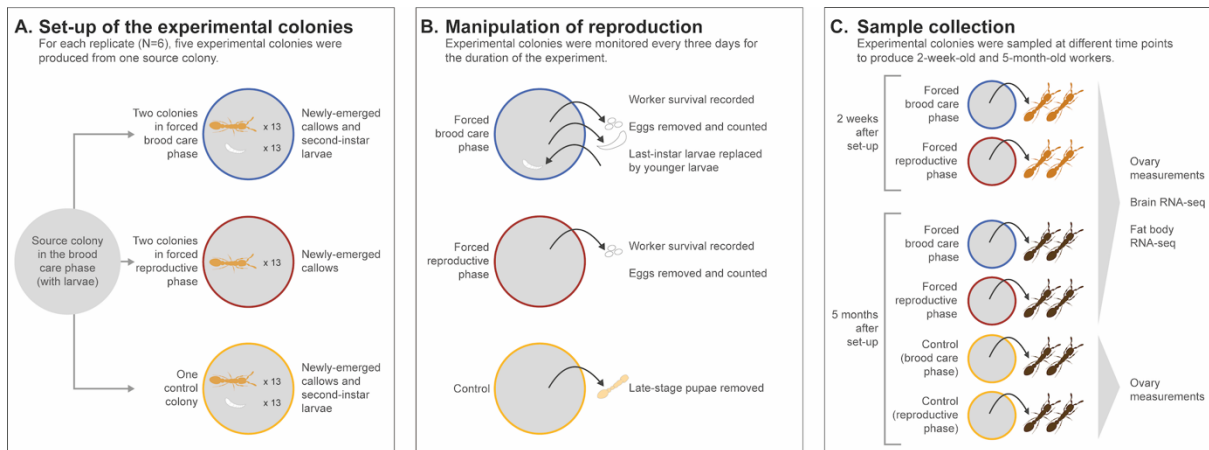 A. Set-up of the experimental colonies
For each replicate (N=6), five experimental colonies were
produced from one source colony.
Two colonies
in forced
brood care
phase
x 13
x 13
Newly-emerged
callows and
second-instar
larvae
Source colony
in the brood
care phase
(with larvae)
Two colonies
in forced
reproductive
phase
x 13
Newly-emerged
callows
One
control
colony
x 13
x 13
Newly-emerged
callows and
second-instar
larvae
B. Manipulation of reproduction
Experimental colonies were monitored every three days for
the duration of the experiment.
Forced
brood care
phase
Worker survival recorded
Eggs removed and counted
Last-instar larvae replaced
by younger larvae
Forced
reproductive
phase
Worker survival recorded
Eggs removed and counted
Control
Late-stage pupae removed
C. Sample collection
Experimental colonies were sampled at different time points
to produce 2-week-old and 5-month-old workers.
2 weeks
after
set-up
Forced
brood care
phase
Forced
reproductive
phase
5 months
after
set-up
Forced
brood care
phase
Forced
reproductive
phase
Control
(brood care
phase)
Control
(reproductive
phase)
Ovary
measurements
Brain RNA-seq
Fat body
RNA-seq
Ovary
measurements